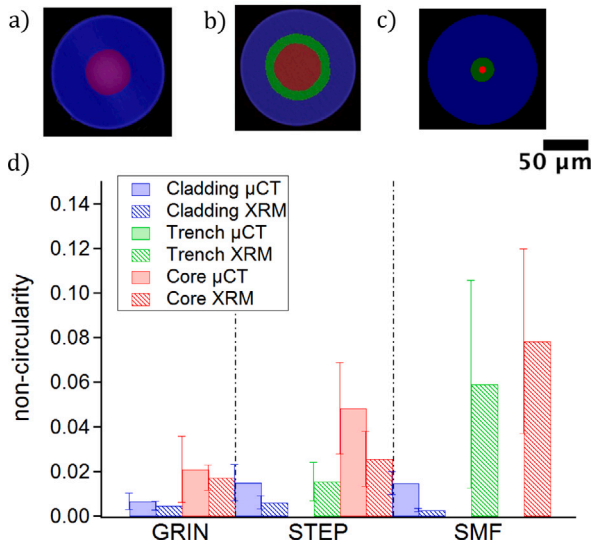 a)
b)
c)
50 µm
d)
Cladding µCT
Cladding XRM
Trench µCT
Trench XRM
Core µCT
Core XRM
0.14
0.12
0.10
0.08
0.06
0.04
0.02
0.00
non-circularity
GRIN
STEP
SMF